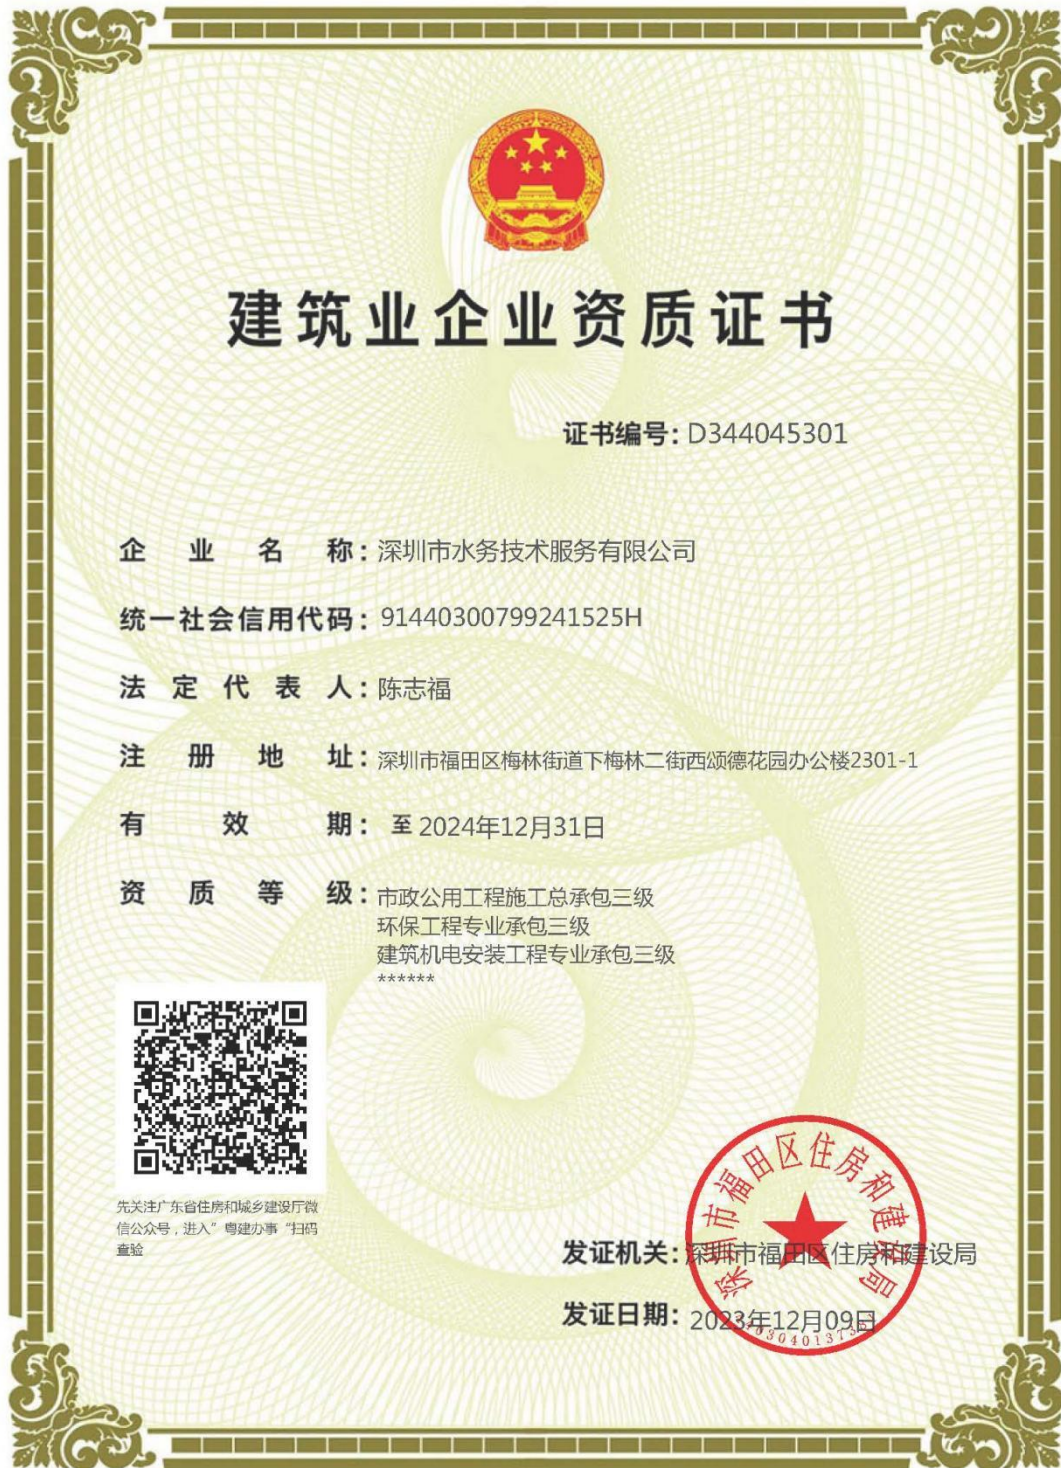 建筑业企业资质证书
证书编号：D344045301
企业名称：深圳市水务技术服务有限公司
统一社会信用代码：91440300799241525H
法定代表人：陈志福
注册地址：深圳市福田区梅林街道下梅林二街西颂德花园办公楼2301-1
有效期：至 2024年12月31日
资质等级：市政公用工程施工总承包三级
环保工程专业承包三级
建筑机电安装工程专业承包三级
******
先关注广东省住房和城乡建设厅微
信公众号，进入”粤建办事“扫码
查验
深圳市福田区住房和建设局
发证机关：深圳市福田区住房和建设局
发证日期：2023年12月09日